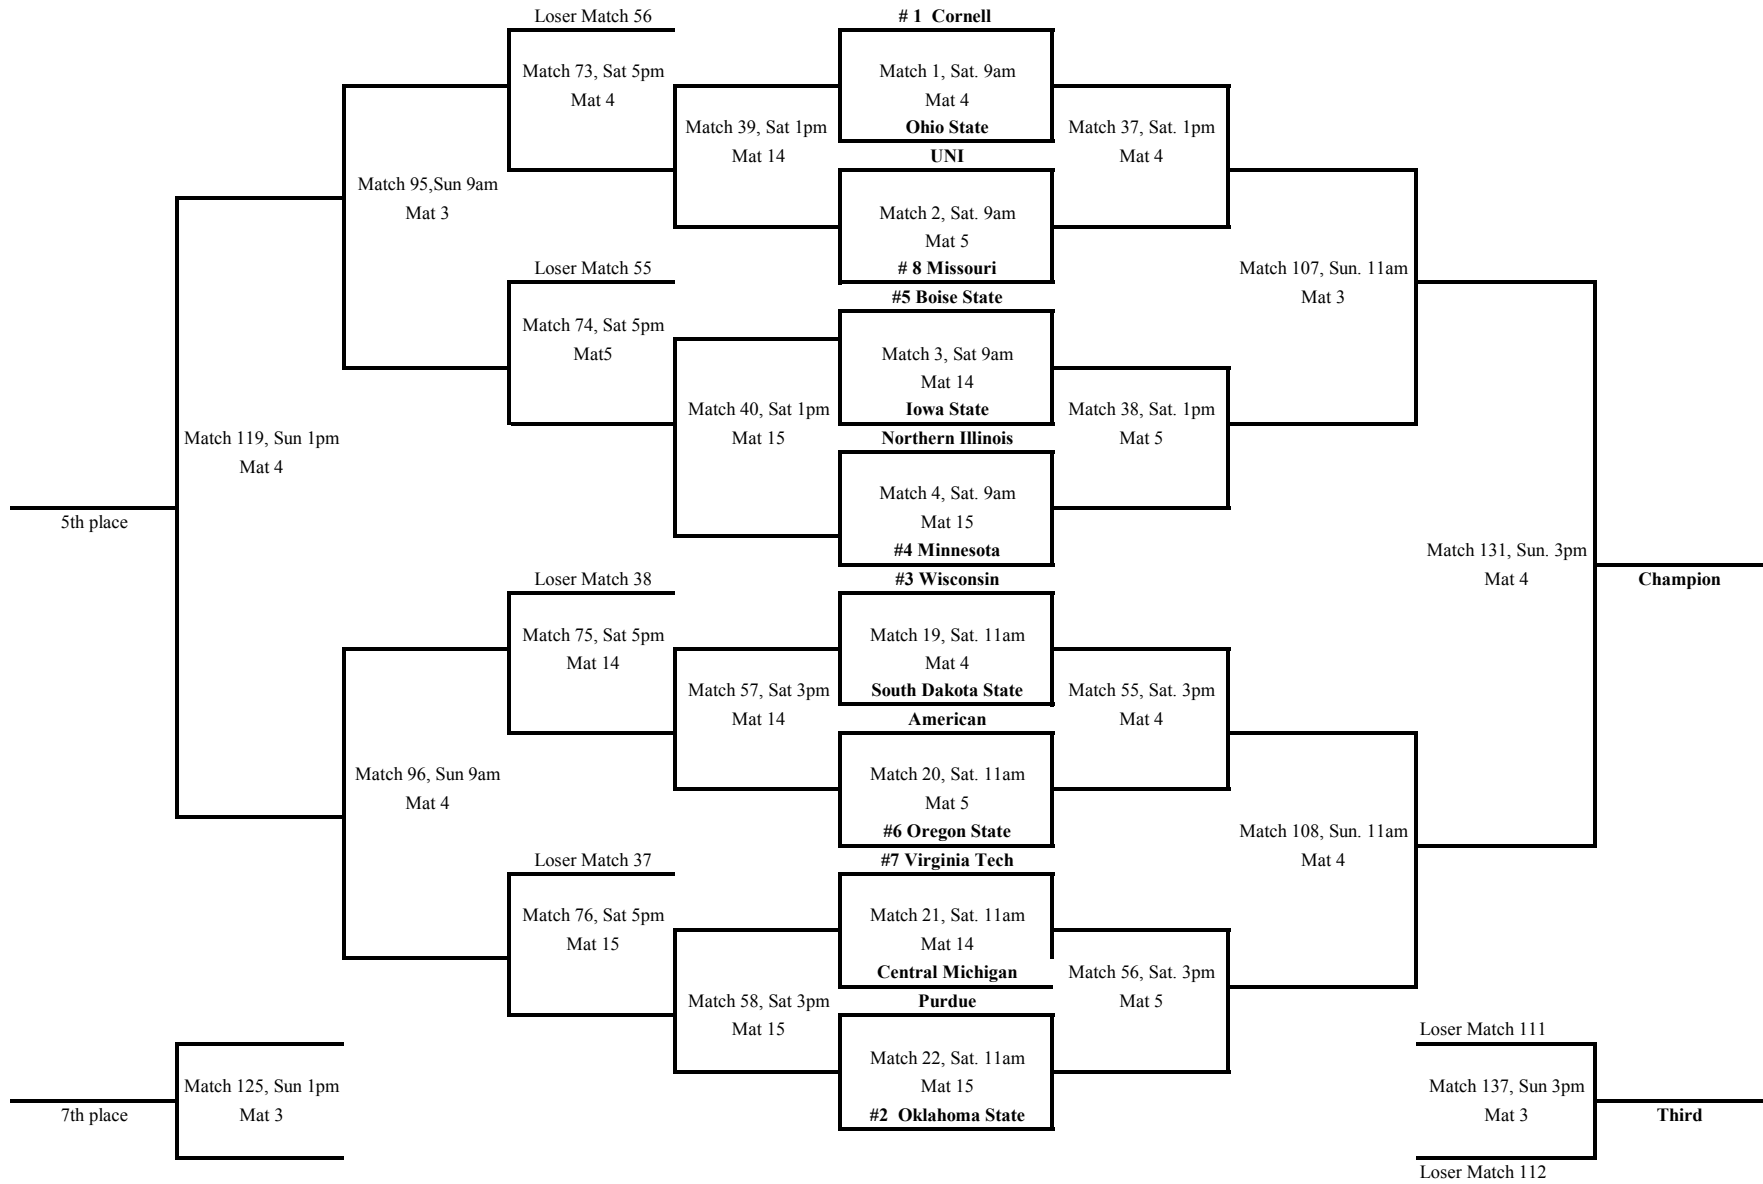 Loser Match 56
# 1  Cornell
Match 73, Sat 5pm
Mat 4
Match 1, Sat. 9am
Mat 4
Match 39, Sat 1pm
Mat 14
Ohio State
Match 37, Sat. 1pm
Mat 4
UNI
Match 95,Sun 9am
Mat 3
Match 2, Sat. 9am
Mat 5
Loser Match 55
# 8 Missouri
Match 107, Sun. 11am
Mat 3
#5 Boise State
Match 74, Sat 5pm
Mat5
Match 3, Sat 9am
Mat 14
Match 40, Sat 1pm
Mat 15
Iowa State
Match 38, Sat. 1pm
Mat 5
Match 119, Sun 1pm
Mat 4
Northern Illinois
Match 4, Sat. 9am
Mat 15
5th place
#4 Minnesota
Match 131, Sun. 3pm
Mat 4
Loser Match 38
#3 Wisconsin
Champion
Match 75, Sat 5pm
Mat 14
Match 19, Sat. 11am
Mat 4
Match 57, Sat 3pm
Mat 14
South Dakota State
Match 55, Sat. 3pm
Mat 4
American
Match 96, Sun 9am
Mat 4
Match 20, Sat. 11am
Mat 5
#6 Oregon State
Match 108, Sun. 11am
Mat 4
Loser Match 37
#7 Virginia Tech
Match 76, Sat 5pm
Mat 15
Match 21, Sat. 11am
Mat 14
Central Michigan
Match 56, Sat. 3pm
Mat 5
Match 58, Sat 3pm
Mat 15
Purdue
Loser Match 111
Match 125, Sun 1pm
Mat 3
Match 22, Sat. 11am
Mat 15
Match 137, Sun 3pm
Mat 3
7th place
#2  Oklahoma State
Third
Loser Match 112